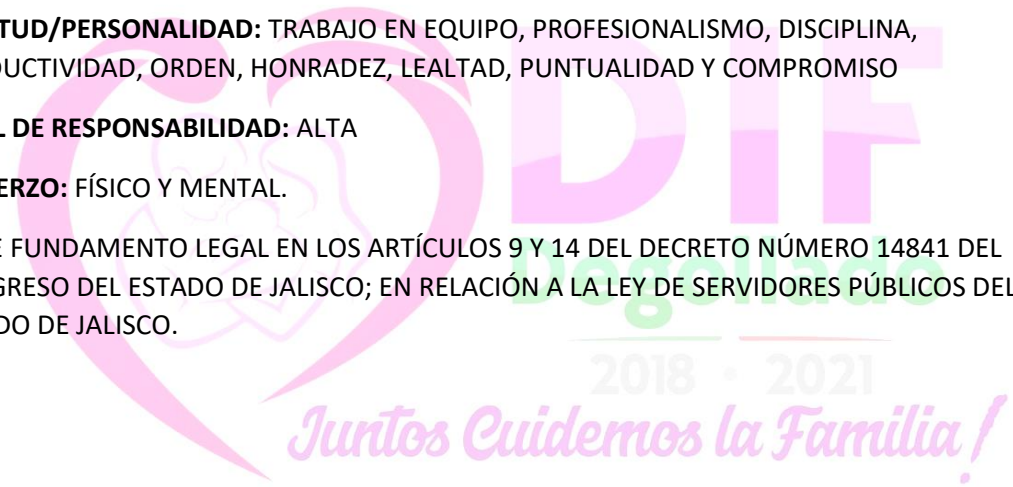 TUD/PERSONALIDAD: TRABAJO EN EQUIPO, PROFESIONALISMO, DISCIPLINA,
DUCTIVIDAD, ORDEN, HONRADEZ, LEALTAD, PUNTUALIDAD Y COMPROMISO
L DE RESPONSABILIDAD: ALTA
ERZO: FÍSICO Y MENTAL.
E FUNDAMENTO LEGAL EN LOS ARTÍCULOS 9 Y 14 DEL DECRETO NÚMERO 14841 DEL
GRESO DEL ESTADO DE JALISCO; EN RELACIÓN A LA LEY DE SERVIDORES PÚBLICOS DEL
DO DE JALISCO.
DIF
Degollado
2018 • 2021
Juntos Cuidemos la Familia!